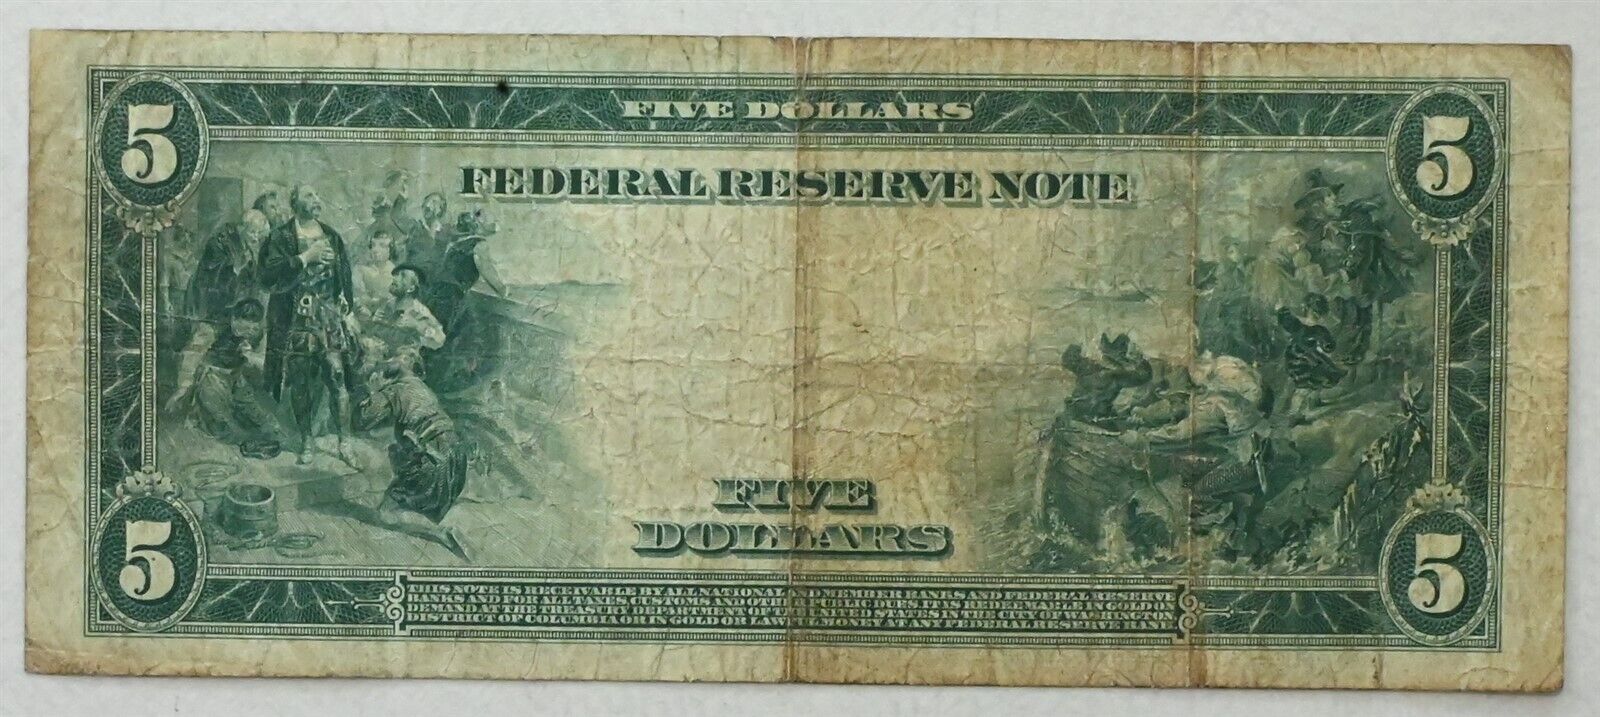 FIVE DOLLARS
5
5
FEDERAL RESERVE NOTE
FIVE
DOLLARS
5
5
THIS NOTE IS RECEIVABLE BY ALL NATIONAL MEMBER BANKS AND FEDERAL RESERVE
BANKS AND FOR ALL TAXES, CUSTOMS AND OTHER PUBLIC DUES. IT IS REDEEMABLE IN GOLD ON
DEMAND AT THE TREASURY DEPARTMENT OF THE UNITED STATES IN THE CITY OF WASHINGTON,
DISTRICT OF COLUMBIA OR IN GOLD OR LAWFUL MONEY AT ANY FEDERAL RESERVE BANK.